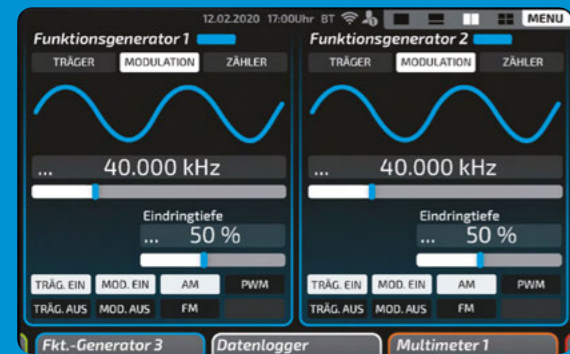 12.02.2020 17:00Uhr BT MENU
Funktionsgenerator 1
TRÄGER MODULATION ZÄHLER
... 40.000 kHz
Eindringtiefe
... 50 %
TRÄG. EIN MOD. EIN AM PWM
TRÄG. AUS MOD. AUS FM
Funktionsgenerator 2
TRÄGER MODULATION ZÄHLER
... 40.000 kHz
Eindringtiefe
... 50 %
TRÄG. EIN MOD. EIN AM PWM
TRÄG. AUS MOD. AUS FM
Fkt.-Generator 3 Datenlogger Multimeter 1